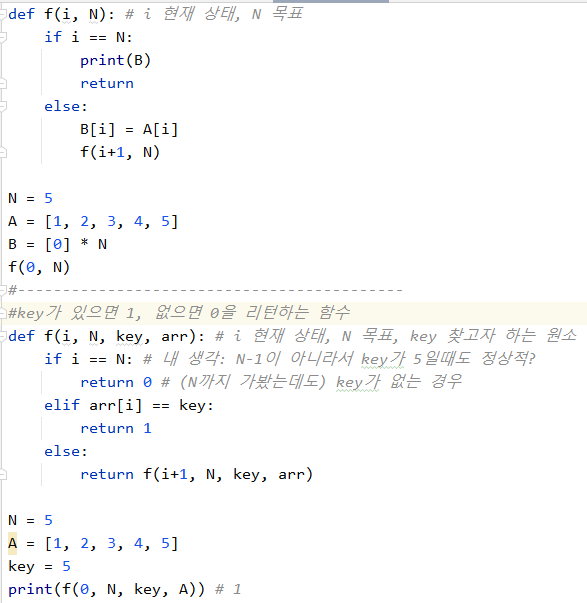 def f(i, N): # i 현재 상태, N 목표
    if i == N:
        print(B)
        return
    else:
        B[i] = A[i]
        f(i+1, N)

N = 5
A = [1, 2, 3, 4, 5]
B = [0] * N
f(0, N)
#-------------------------------------------
#key가 있으면 1, 없으면 0을 리턴하는 함수
def f(i, N, key, arr): # i 현재 상태, N 목표, key 찾고자 하는 원소
    if i == N: # 내 생각: N-1이 아니라서 key가 5일때도 정상적?
        return 0 # (N까지 가봤는데도) key가 없는 경우
    elif arr[i] == key:
        return 1
    else:
        return f(i+1, N, key, arr)

N = 5
A = [1, 2, 3, 4, 5]
key = 5
print(f(0, N, key, A)) # 1